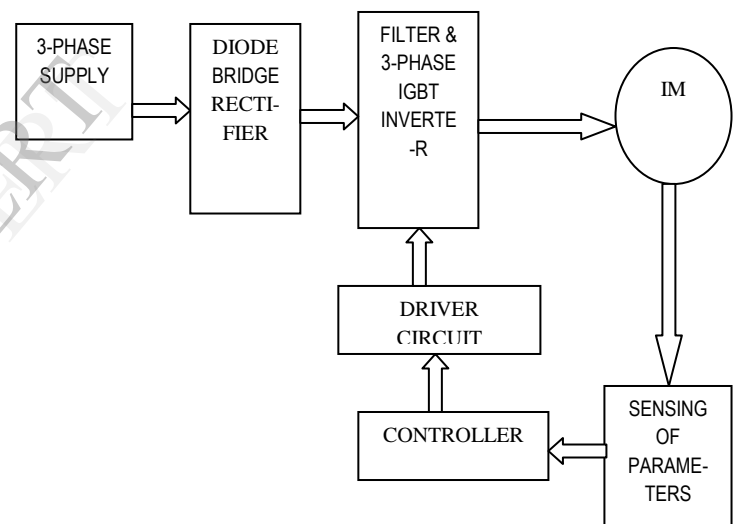 3-PHASE
SUPPLY
DIODE
BRIDGE
RECTI-
FIER
FILTER &
3-PHASE
IGBT
INVERTE
-R
IM
DRIVER
CIRCUIT
CONTROLLER
SENSING
OF
PARAME-
TERS
ERT